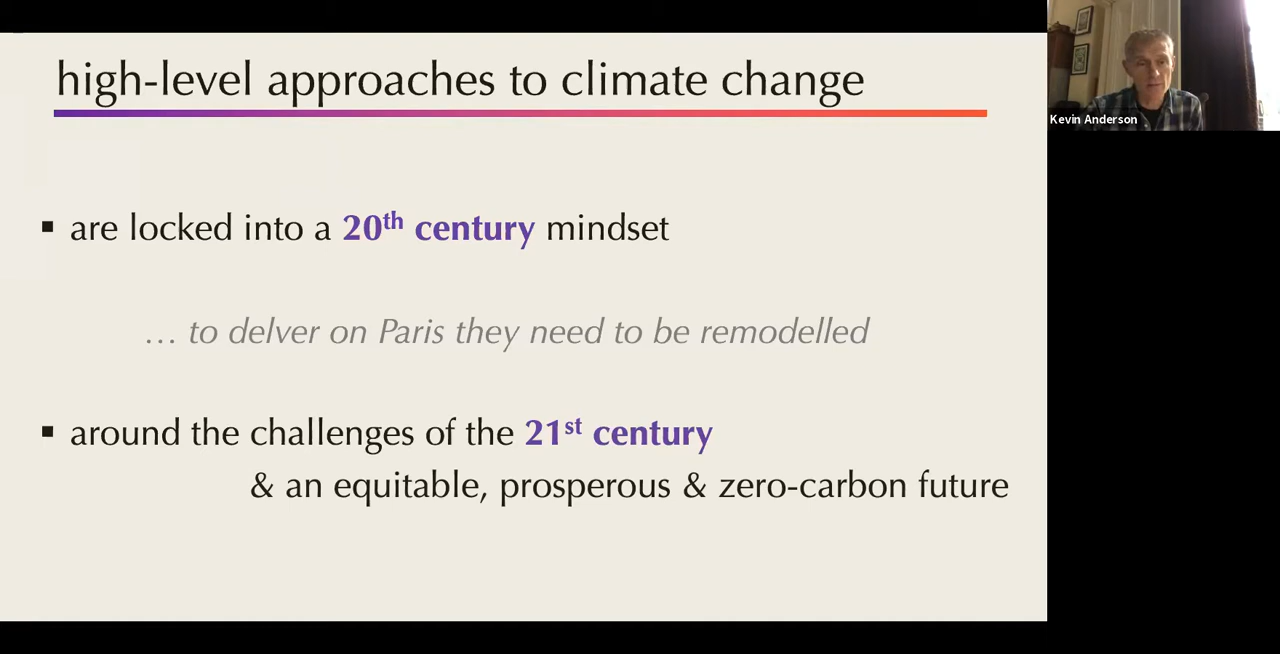 high-level approaches to climate change
Kevin Anderson
▪ are locked into a 20th century mindset
… to delver on Paris they need to be remodelled
▪ around the challenges of the 21st century
& an equitable, prosperous & zero-carbon future